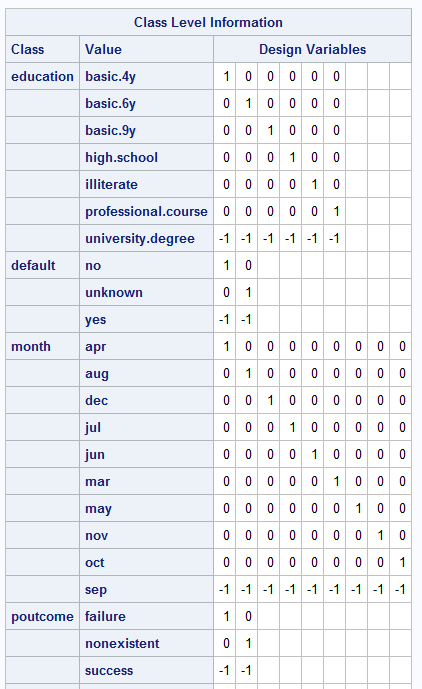 Class Level Information
Class Value Design Variables
education basic.4y 1 0 0 0 0 0
basic.6y 0 1 0 0 0 0
basic.9y 0 0 1 0 0 0
high.school 0 0 0 1 0 0
illiterate 0 0 0 0 1 0
professional.course 0 0 0 0 0 1
university.degree -1 -1 -1 -1 -1 -1
default no 1 0
unknown 0 1
yes -1 -1
month apr 1 0 0 0 0 0 0 0 0
aug 0 1 0 0 0 0 0 0 0
dec 0 0 1 0 0 0 0 0 0
jul 0 0 0 1 0 0 0 0 0
jun 0 0 0 0 1 0 0 0 0
mar 0 0 0 0 0 1 0 0 0
may 0 0 0 0 0 0 1 0 0
nov 0 0 0 0 0 0 0 1 0
oct 0 0 0 0 0 0 0 0 1
sep -1 -1 -1 -1 -1 -1 -1 -1 -1
poutcome failure 1 0
nonexistent 0 1
success -1 -1